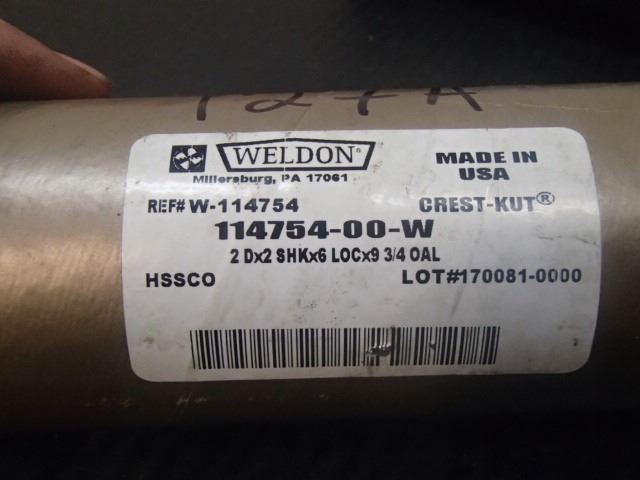 WELDON®
MADE IN
USA
Millersburg, PA 17061
REF# W-114754
CREST-KUT®
114754-00-W
2 Dx2 SHKx6 LOCx9 3/4 OAL
HSSCO
LOT#170081-0000